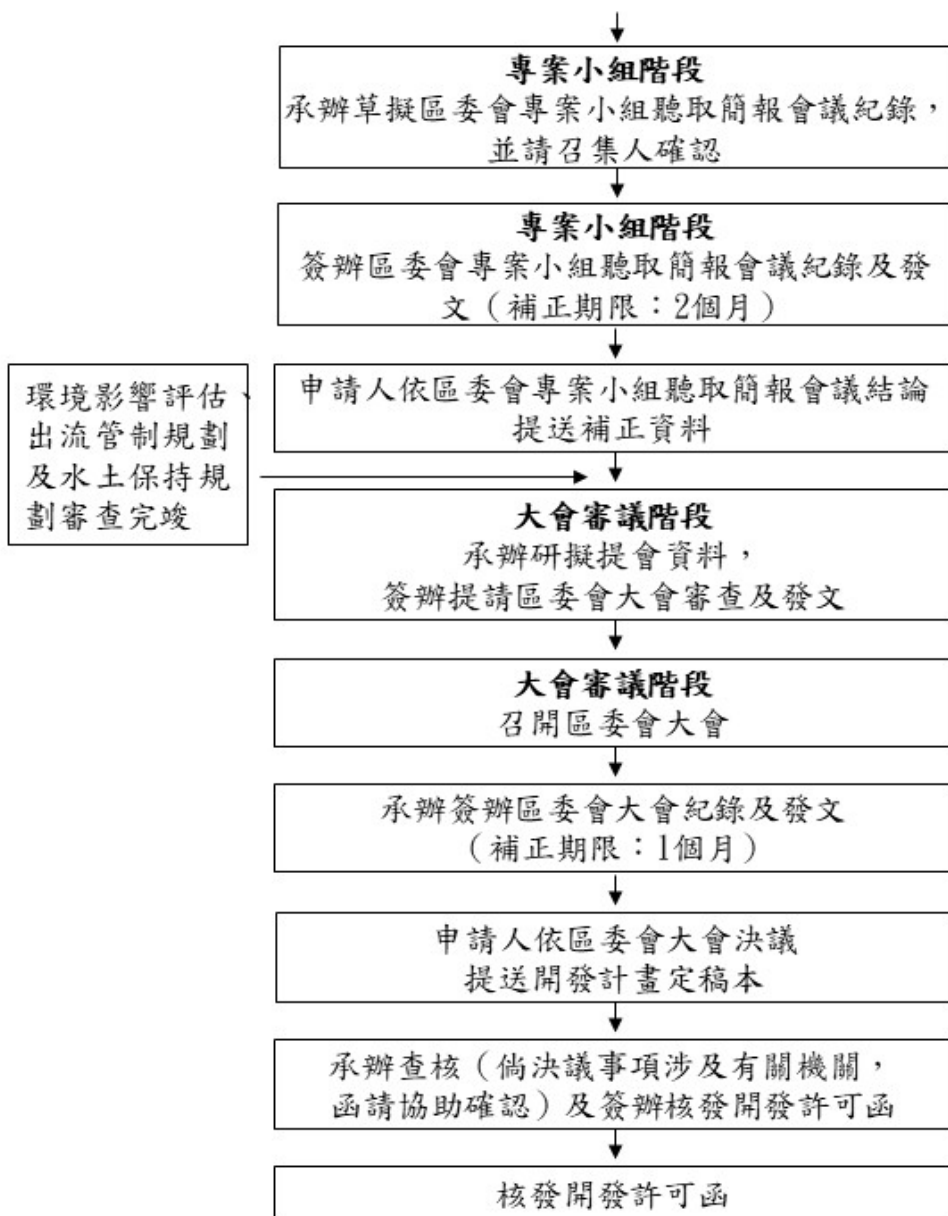 專案小組階段
承辦草擬區委會專案小組聽取簡報會議紀錄，
並請召集人確認
專案小組階段
簽辦區委會專案小組聽取簡報會議紀錄及發
文（補正期限：2個月）
申請人依區委會專案小組聽取簡報會議結論
提送補正資料
環境影響評估、
出流管制規劃
及水土保持規
劃審查完竣
大會審議階段
承辦研擬提會資料，
簽辦提請區委會大會審查及發文
大會審議階段
召開區委會大會
承辦簽辦區委會大會紀錄及發文
（補正期限：1個月）
申請人依區委會大會決議
提送開發計畫定稿本
承辦查核（倘決議事項涉及有關機關，
函請協助確認）及簽辦核發開發許可函
核發開發許可函